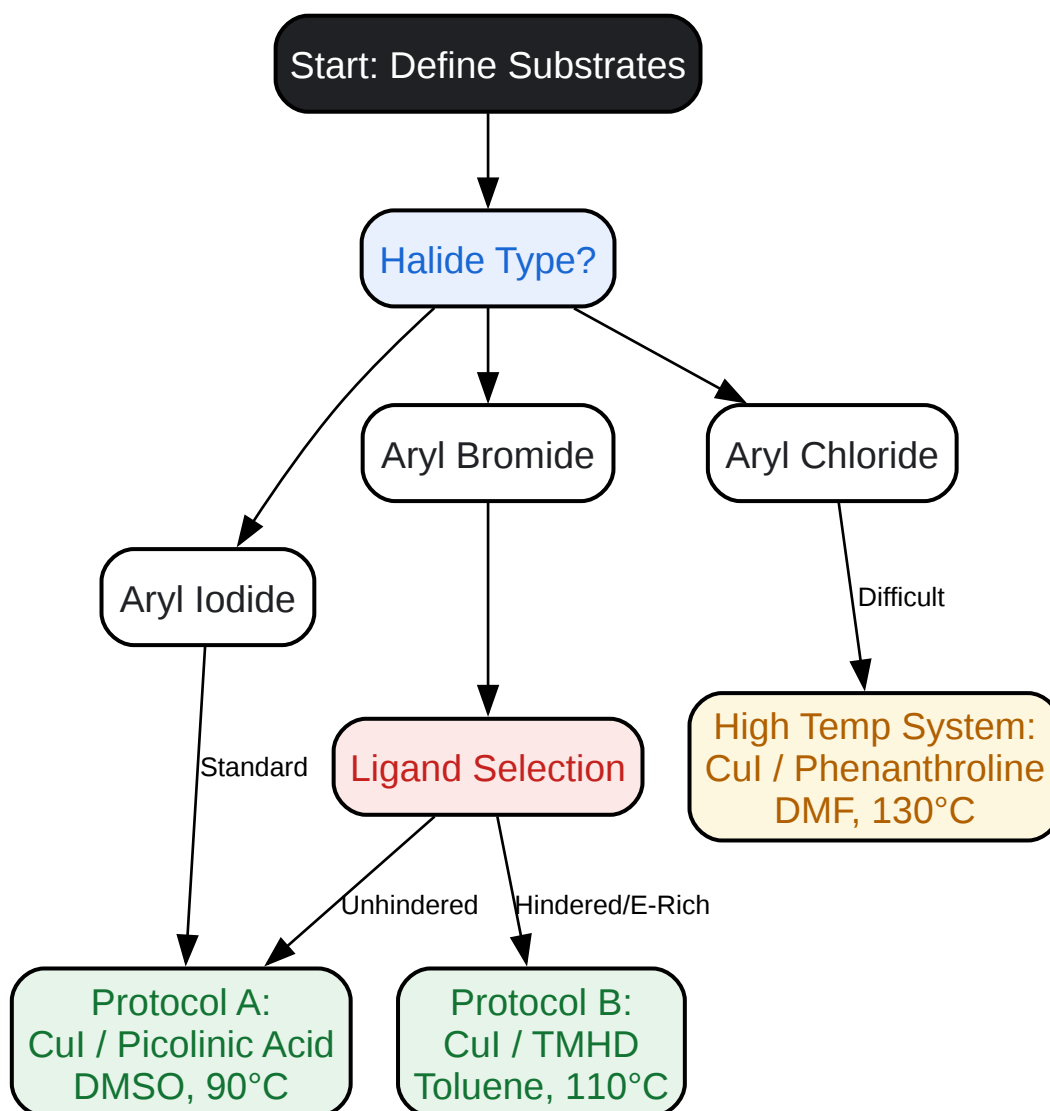 Start: Define Substrates
Halide Type?
Aryl Bromide
Aryl Chloride
Aryl Iodide
Difficult
Standard
Ligand Selection
High Temp System:
CuI / Phenanthroline
DMF, 130°C
Unhindered
Hindered/E-Rich
Protocol A:
CuI / Picolinic Acid
DMSO, 90°C
Protocol B:
CuI / TMHD
Toluene, 110°C